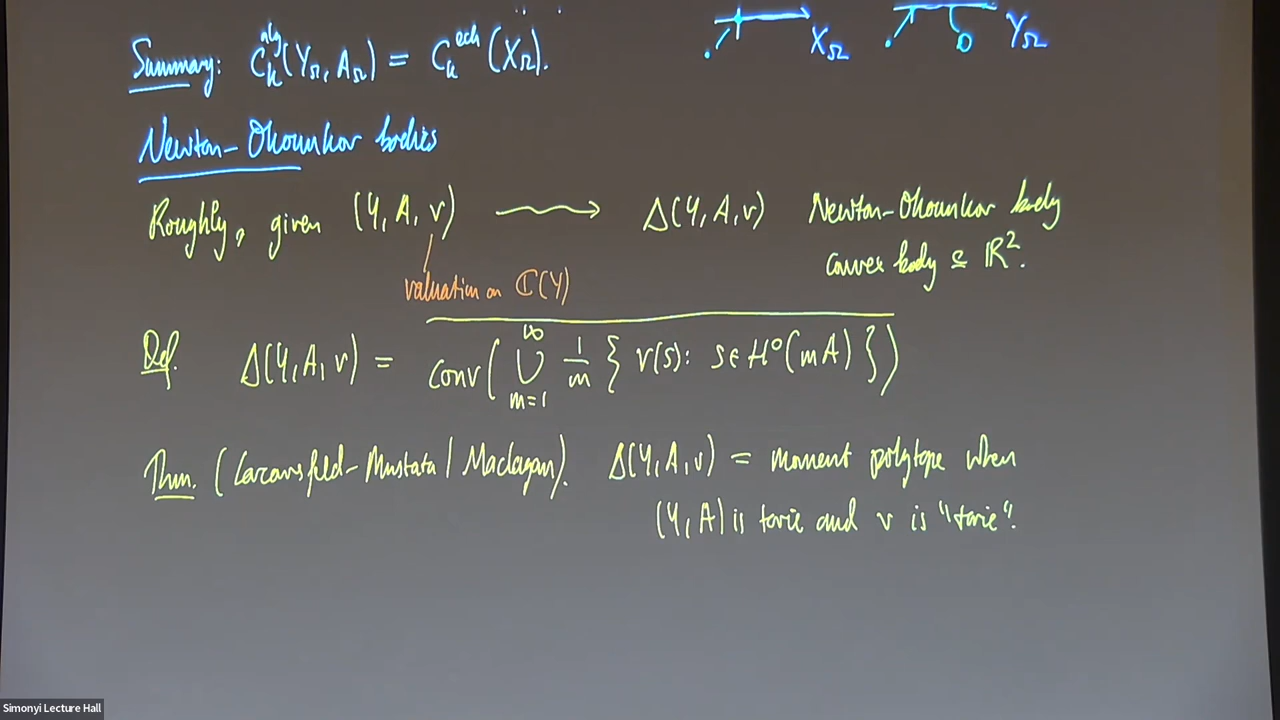 Summary: C_k^{alg}(Y_Ω, A_Ω) = C_k^{ech}(X_Ω).
X_Ω
Y_Ω
Newton-Okounkov bodies
Roughly, given (Y, A, v) ⟿ Δ(Y, A, v) Newton-Okounkov body
convex body ⊆ ℝ².
valuation on ℂ(Y)
Def. Δ(Y, A, v) = \overline{conv( ⋃_{m=1}^{∞} 1/m { v(s): s ∈ H⁰(mA) } )}
Thm. (Lazarsfeld-Mustata / Maclagan). Δ(Y, A, v) = moment polytope when
(Y, A) is toric and v is "toric".
Simonyi Lecture Hall